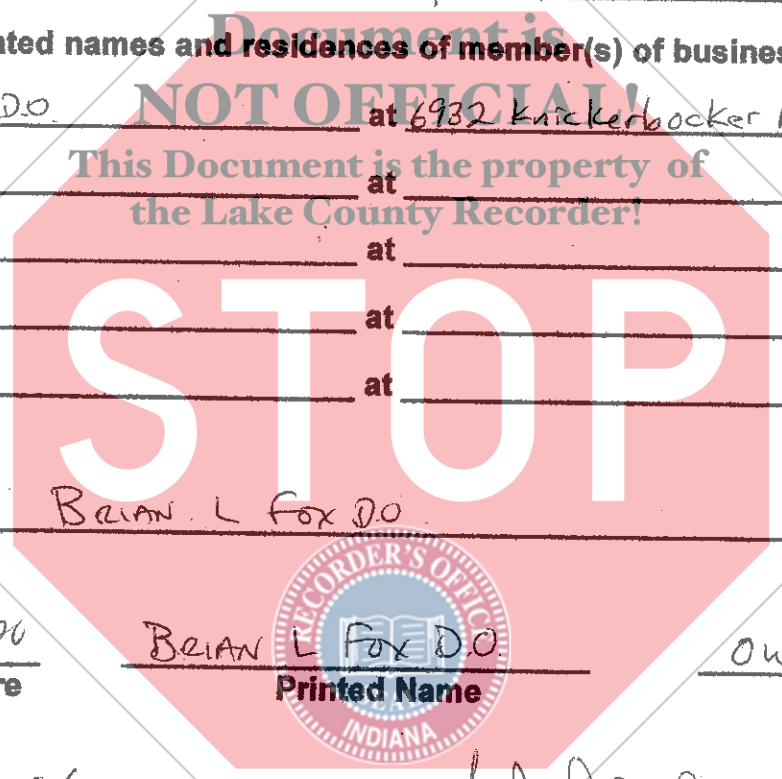 Document is
nted names and residences of member(s) of busines
NOT OFFICIAL!
D.O. at 6932 Knickerbocker
This Document is the property of
at
the Lake County Recorder!
at
STOP
at
at
BRIAN. L FOX D.O.
RECORDER'S OFFICE
BRIAN L FOX D.O.
re Printed Name
SEAL
INDIANA